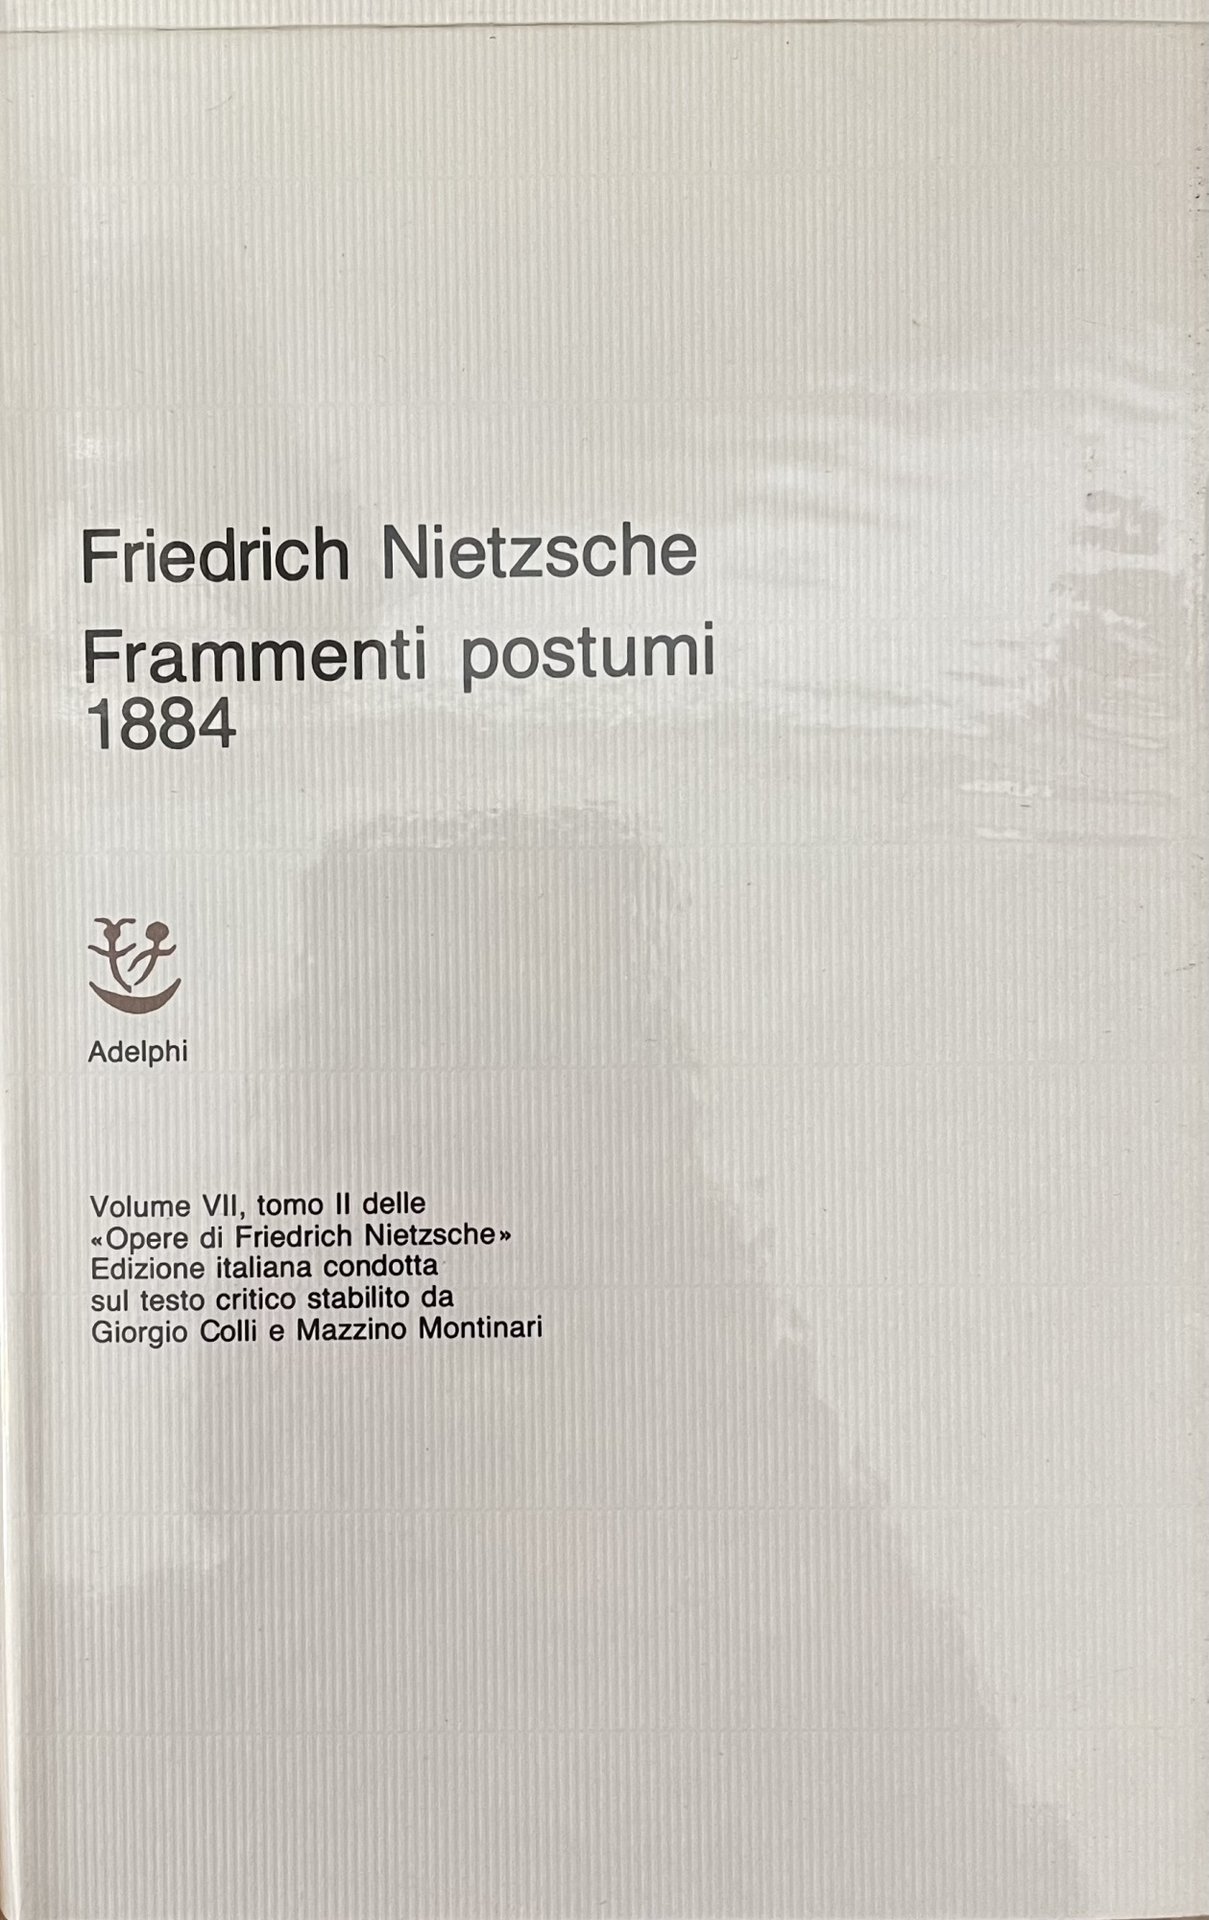 Friedrich Nietzsche
Frammenti postumi
1884
Adelphi
Volume VII, tomo II delle
«Opere di Friedrich Nietzsche»
Edizione italiana condotta
sul testo critico stabilito da
Giorgio Colli e Mazzino Montinari